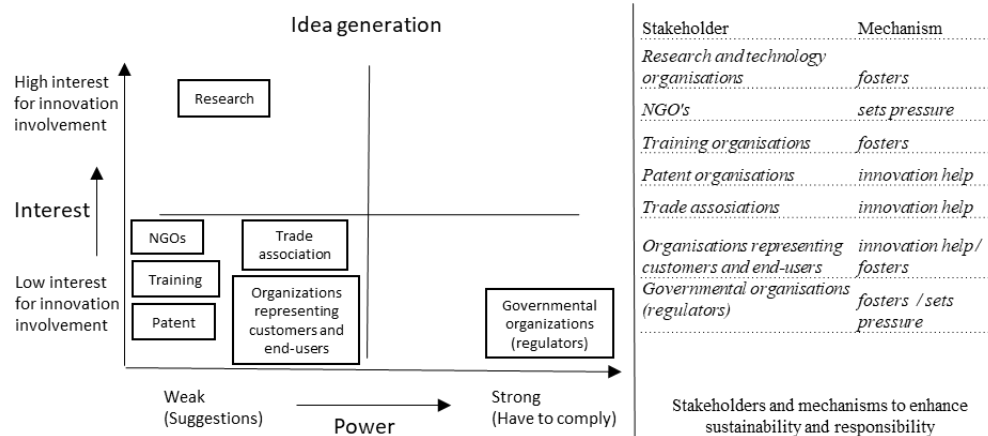 Idea generation
High interest
for innovation
involvement
Research
Interest
NGOs
Trade
association
Training
Low interest
for innovation
involvement
Patent
Organizations
representing
customers and
end-users
Governmental
organizations
(regulators)
Weak
(Suggestions)
Power
Strong
(Have to comply)
Stakeholder Mechanism
Research and technology
organisations fosters
NGO's sets pressure
Training organisations fosters
Patent organisations innovation help
Trade assosiations innovation help
Organisations representing innovation help/
customers and end-users fosters
Governmental organisations
(regulators) fosters / sets
pressure
Stakeholders and mechanisms to enhance
sustainability and responsibility